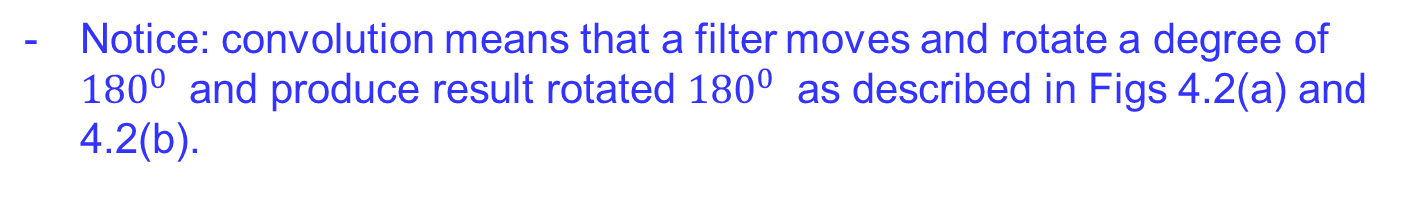 - Notice: convolution means that a filter moves and rotate a degree of
180⁰ and produce result rotated 180⁰ as described in Figs 4.2(a) and
4.2(b).